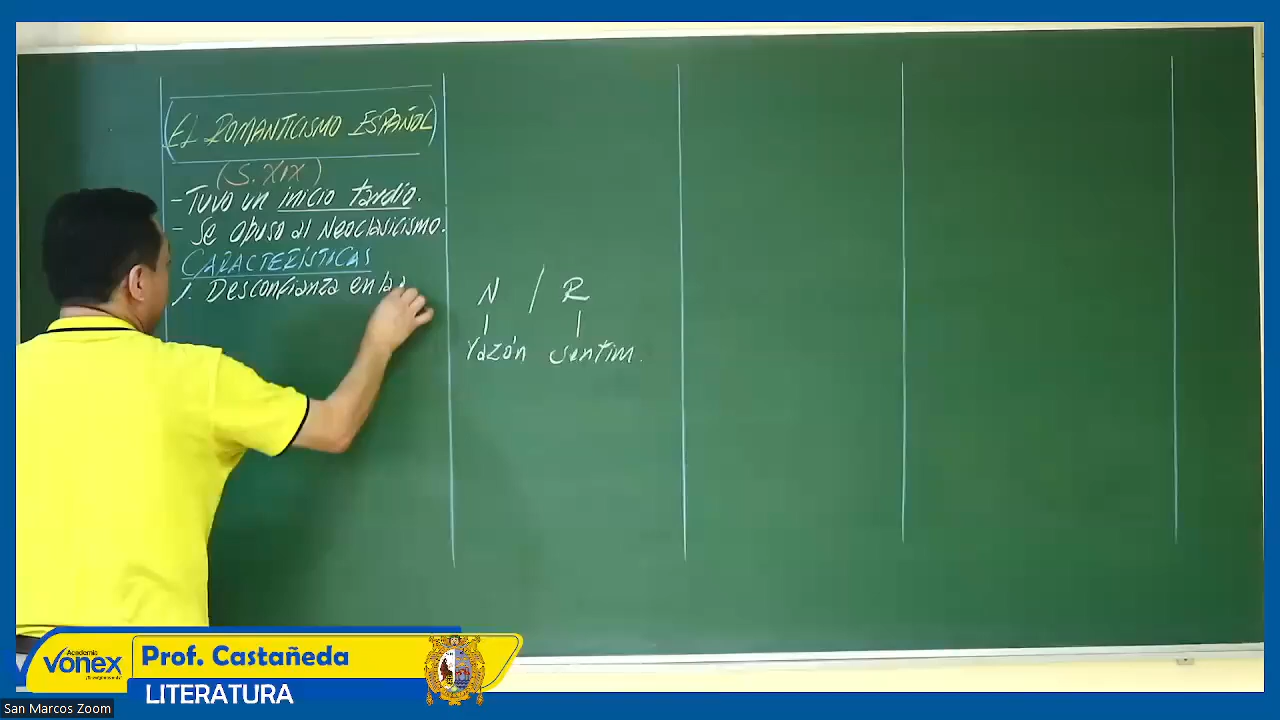 EL ROMANTICISMO ESPAÑOL
(S. XIX)
- Tuvo un inicio tardío.
- Se opuso al Neoclasicismo.
CARACTERÍSTICAS
1. Desconfianza en la
N / R
razón sentim.
Academia
vonex
Prof. Castañeda
LITERATURA
San Marcos Zoom